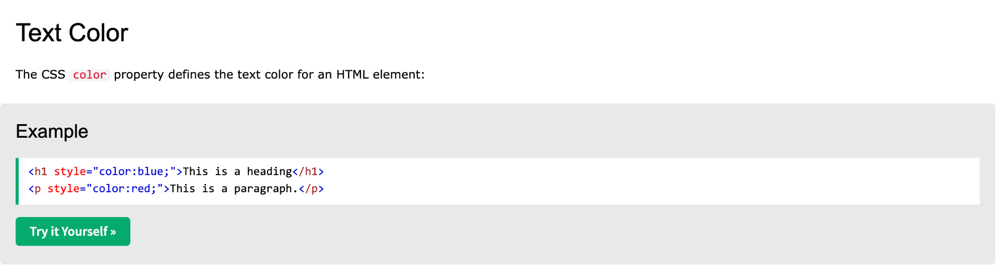 Text Color
The CSS color property defines the text color for an HTML element:
Example
<h1 style="color:blue;">This is a heading</h1>
<p style="color:red;">This is a paragraph.</p>
Try it Yourself »